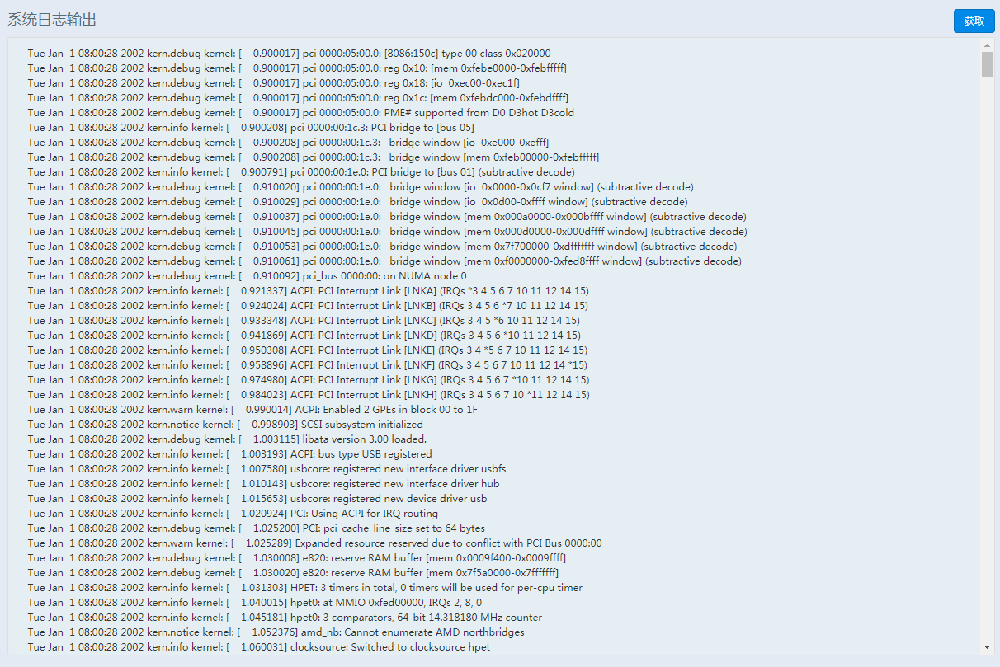 系统日志输出
获取
Tue Jan  1 08:00:28 2002 kern.debug kernel: [    0.900017] pci 0000:05:00.0: [8086:150c] type 00 class 0x020000
Tue Jan  1 08:00:28 2002 kern.debug kernel: [    0.900017] pci 0000:05:00.0: reg 0x10: [mem 0xfebe0000-0xfebfffff]
Tue Jan  1 08:00:28 2002 kern.debug kernel: [    0.900017] pci 0000:05:00.0: reg 0x18: [io  0xec00-0xec1f]
Tue Jan  1 08:00:28 2002 kern.debug kernel: [    0.900017] pci 0000:05:00.0: reg 0x1c: [mem 0xfebdc000-0xfebdffff]
Tue Jan  1 08:00:28 2002 kern.debug kernel: [    0.900017] pci 0000:05:00.0: PME# supported from D0 D3hot D3cold
Tue Jan  1 08:00:28 2002 kern.info kernel: [    0.900208] pci 0000:00:1c.3: PCI bridge to [bus 05]
Tue Jan  1 08:00:28 2002 kern.debug kernel: [    0.900208] pci 0000:00:1c.3:   bridge window [io  0xe000-0xefff]
Tue Jan  1 08:00:28 2002 kern.debug kernel: [    0.900208] pci 0000:00:1c.3:   bridge window [mem 0xfeb00000-0xfebfffff]
Tue Jan  1 08:00:28 2002 kern.info kernel: [    0.900791] pci 0000:00:1e.0: PCI bridge to [bus 01] (subtractive decode)
Tue Jan  1 08:00:28 2002 kern.debug kernel: [    0.910020] pci 0000:00:1e.0:   bridge window [io  0x0000-0x0cf7 window] (subtractive decode)
Tue Jan  1 08:00:28 2002 kern.debug kernel: [    0.910029] pci 0000:00:1e.0:   bridge window [io  0x0d00-0xffff window] (subtractive decode)
Tue Jan  1 08:00:28 2002 kern.debug kernel: [    0.910037] pci 0000:00:1e.0:   bridge window [mem 0x000a0000-0x000bffff window] (subtractive decode)
Tue Jan  1 08:00:28 2002 kern.debug kernel: [    0.910045] pci 0000:00:1e.0:   bridge window [mem 0x000d0000-0x000dffff window] (subtractive decode)
Tue Jan  1 08:00:28 2002 kern.debug kernel: [    0.910053] pci 0000:00:1e.0:   bridge window [mem 0x7f700000-0xdfffffff window] (subtractive decode)
Tue Jan  1 08:00:28 2002 kern.debug kernel: [    0.910061] pci 0000:00:1e.0:   bridge window [mem 0xf0000000-0xfed8ffff window] (subtractive decode)
Tue Jan  1 08:00:28 2002 kern.debug kernel: [    0.910092] pci_bus 0000:00: on NUMA node 0
Tue Jan  1 08:00:28 2002 kern.info kernel: [    0.921337] ACPI: PCI Interrupt Link [LNKA] (IRQs *3 4 5 6 7 10 11 12 14 15)
Tue Jan  1 08:00:28 2002 kern.info kernel: [    0.924024] ACPI: PCI Interrupt Link [LNKB] (IRQs 3 4 5 6 *7 10 11 12 14 15)
Tue Jan  1 08:00:28 2002 kern.info kernel: [    0.933348] ACPI: PCI Interrupt Link [LNKC] (IRQs 3 4 5 *6 10 11 12 14 15)
Tue Jan  1 08:00:28 2002 kern.info kernel: [    0.941869] ACPI: PCI Interrupt Link [LNKD] (IRQs 3 4 5 6 *10 11 12 14 15)
Tue Jan  1 08:00:28 2002 kern.info kernel: [    0.950308] ACPI: PCI Interrupt Link [LNKE] (IRQs 3 4 *5 6 7 10 11 12 14 15)
Tue Jan  1 08:00:28 2002 kern.info kernel: [    0.958896] ACPI: PCI Interrupt Link [LNKF] (IRQs 3 4 5 6 7 10 11 12 14 *15)
Tue Jan  1 08:00:28 2002 kern.info kernel: [    0.974980] ACPI: PCI Interrupt Link [LNKG] (IRQs 3 4 5 6 7 *10 11 12 14 15)
Tue Jan  1 08:00:28 2002 kern.info kernel: [    0.984023] ACPI: PCI Interrupt Link [LNKH] (IRQs 3 4 5 6 7 10 *11 12 14 15)
Tue Jan  1 08:00:28 2002 kern.warn kernel: [    0.990014] ACPI: Enabled 2 GPEs in block 00 to 1F
Tue Jan  1 08:00:28 2002 kern.notice kernel: [    0.998903] SCSI subsystem initialized
Tue Jan  1 08:00:28 2002 kern.debug kernel: [    1.003115] libata version 3.00 loaded.
Tue Jan  1 08:00:28 2002 kern.info kernel: [    1.003193] ACPI: bus type USB registered
Tue Jan  1 08:00:28 2002 kern.info kernel: [    1.007580] usbcore: registered new interface driver usbfs
Tue Jan  1 08:00:28 2002 kern.info kernel: [    1.010143] usbcore: registered new interface driver hub
Tue Jan  1 08:00:28 2002 kern.info kernel: [    1.015653] usbcore: registered new device driver usb
Tue Jan  1 08:00:28 2002 kern.info kernel: [    1.020924] PCI: Using ACPI for IRQ routing
Tue Jan  1 08:00:28 2002 kern.debug kernel: [    1.025200] PCI: pci_cache_line_size set to 64 bytes
Tue Jan  1 08:00:28 2002 kern.warn kernel: [    1.025289] Expanded resource reserved due to conflict with PCI Bus 0000:00
Tue Jan  1 08:00:28 2002 kern.debug kernel: [    1.030008] e820: reserve RAM buffer [mem 0x0009f400-0x0009ffff]
Tue Jan  1 08:00:28 2002 kern.debug kernel: [    1.030020] e820: reserve RAM buffer [mem 0x7f5a0000-0x7fffffff]
Tue Jan  1 08:00:28 2002 kern.info kernel: [    1.031303] HPET: 3 timers in total, 0 timers will be used for per-cpu timer
Tue Jan  1 08:00:28 2002 kern.info kernel: [    1.040015] hpet0: at MMIO 0xfed00000, IRQs 2, 8, 0
Tue Jan  1 08:00:28 2002 kern.info kernel: [    1.045181] hpet0: 3 comparators, 64-bit 14.318180 MHz counter
Tue Jan  1 08:00:28 2002 kern.notice kernel: [    1.052376] amd_nb: Cannot enumerate AMD northbridges
Tue Jan  1 08:00:28 2002 kern.info kernel: [    1.060031] clocksource: Switched to clocksource hpet